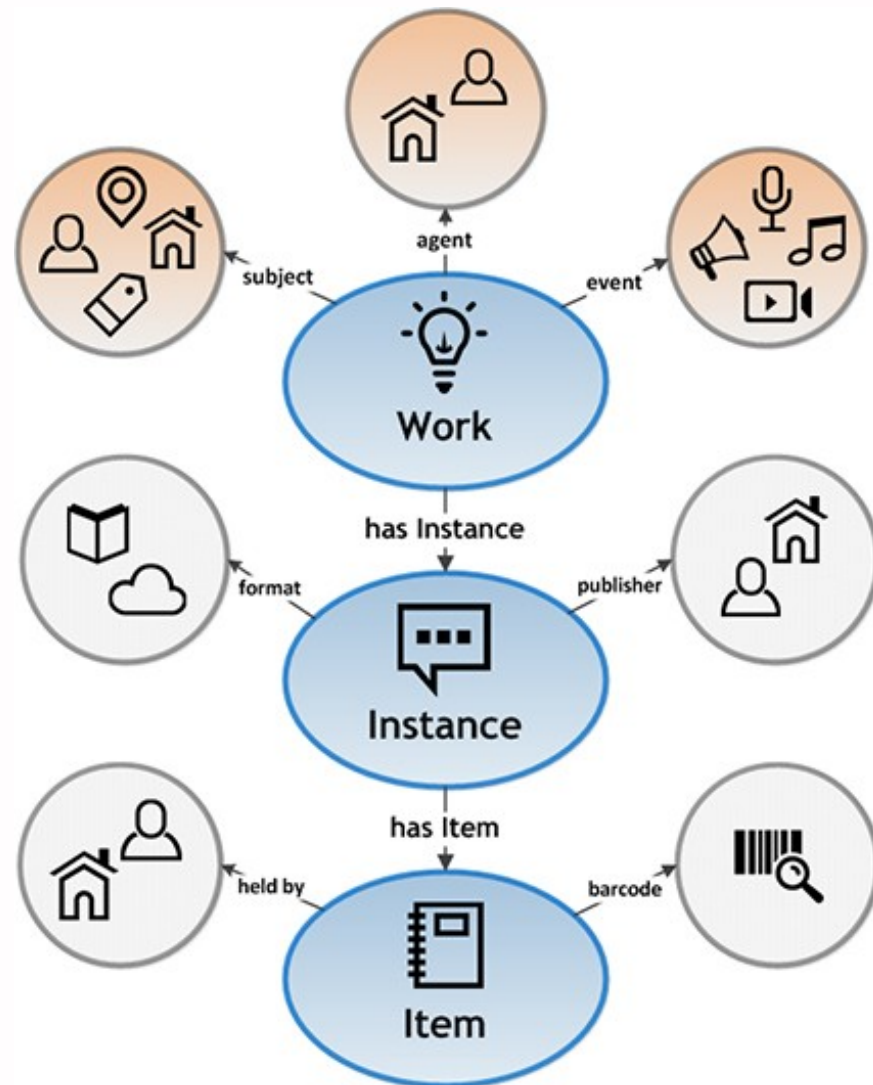 agent
subject
event
Work
has Instance
format
publisher
Instance
has Item
held by
barcode
Item